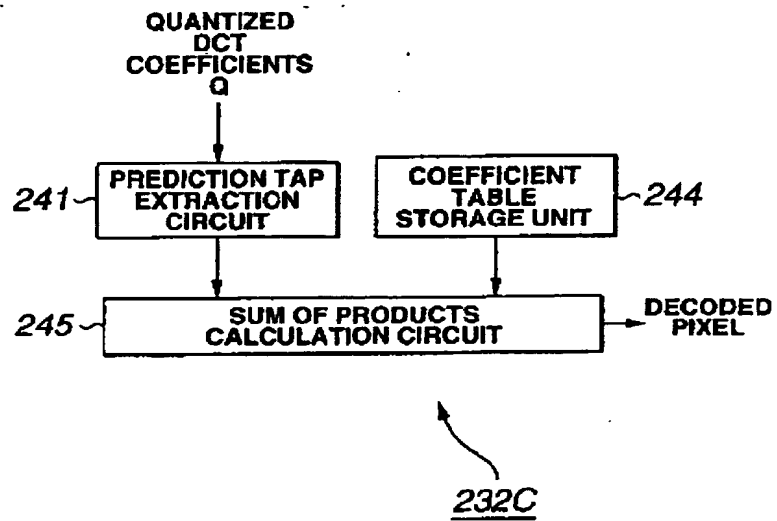 QUANTIZED
DCT
COEFFICIENTS
Q
241
PREDICTION TAP
EXTRACTION
CIRCUIT
COEFFICIENT
TABLE
STORAGE UNIT
244
245
SUM OF PRODUCTS
CALCULATION CIRCUIT
DECODED
PIXEL
232C